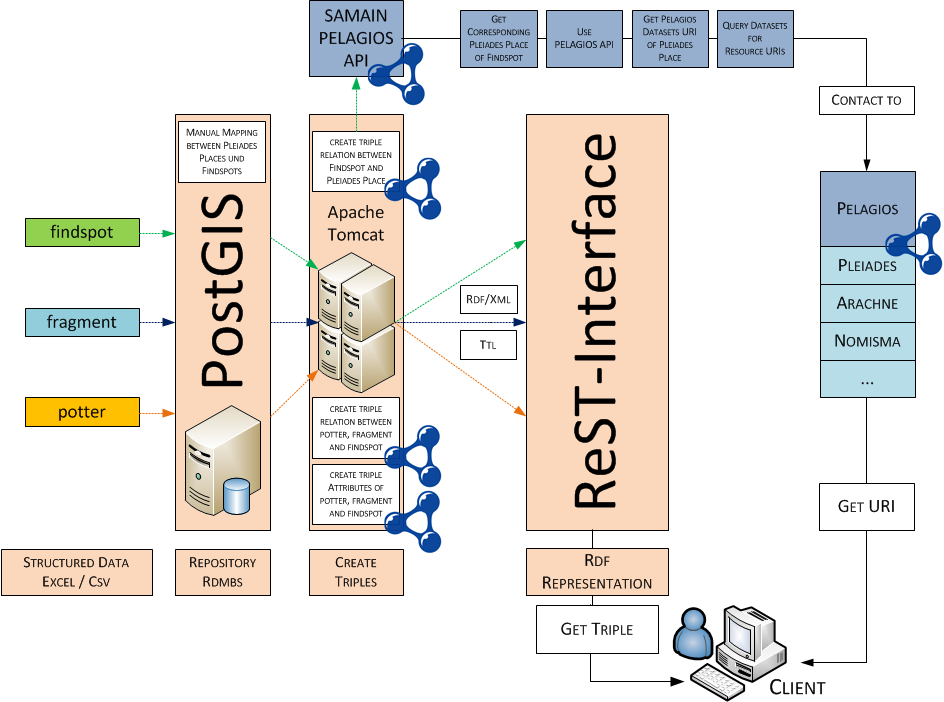 SAMAIN
PELAGIOS
API
GET
CORRESPONDING
PLEIADES PLACE
OF FINDSPOT
USE
PELAGIOS API
GET PELAGIOS
DATASETS URI
OF PLEIADES
PLACE
QUERY DATASETS
FOR
RESOURCE URIS
CONTACT TO
MANUAL MAPPING
BETWEEN PLEIADES
PLACES UND
FINDSPOTS
PostGIS
CREATE TRIPLE
RELATION BETWEEN
FINDSPOT AND
PLEIADES PLACE
Apache
Tomcat
ReST-Interface
PELAGIOS
PLEIADES
ARACHNE
NOMISMA
...
findspot
fragment
potter
RDF/XML
TTL
CREATE TRIPLE
RELATION BETWEEN
POTTER, FRAGMENT
AND FINDSPOT
CREATE TRIPLE
ATTRIBUTES OF
POTTER, FRAGMENT
AND FINDSPOT
GET URI
STRUCTURED DATA
EXCEL / CSV
REPOSITORY
RDMBS
CREATE
TRIPLES
RDF
REPRESENTATION
GET TRIPLE
CLIENT